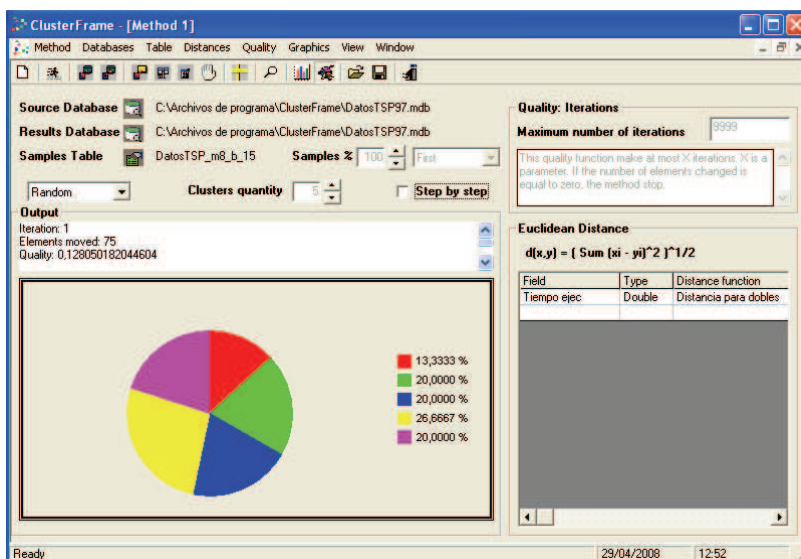 ClusterFrame - [Method 1]
Method Databases Table Distances Quality Graphics View Window
Source Database C:\Archivos de programa\ClusterFrame\DatosTSP97.mdb
Results Database C:\Archivos de programa\ClusterFrame\DatosTSP97.mdb
Samples Table DatosTSP_m8_b_15 Samples % 100 First
Random Clusters quantity 5 Step by step
Output
Iteration: 1
Elements moved: 75
Quality: 0,128050182044604
13,3333 %
20,0000 %
20,0000 %
26,6667 %
20,0000 %
Quality: Iterations
Maximum number of iterations 9999
This quality function make at most X iterations. X is a
parameter. If the number of elements changed is
equal to zero, the method stop.
Euclidean Distance
d(x,y) = ( Sum (xi - yi)^2 )^1/2
Field Type Distance function
Tiempo ejec Double Distancia para dobles
Ready 29/04/2008 12:52